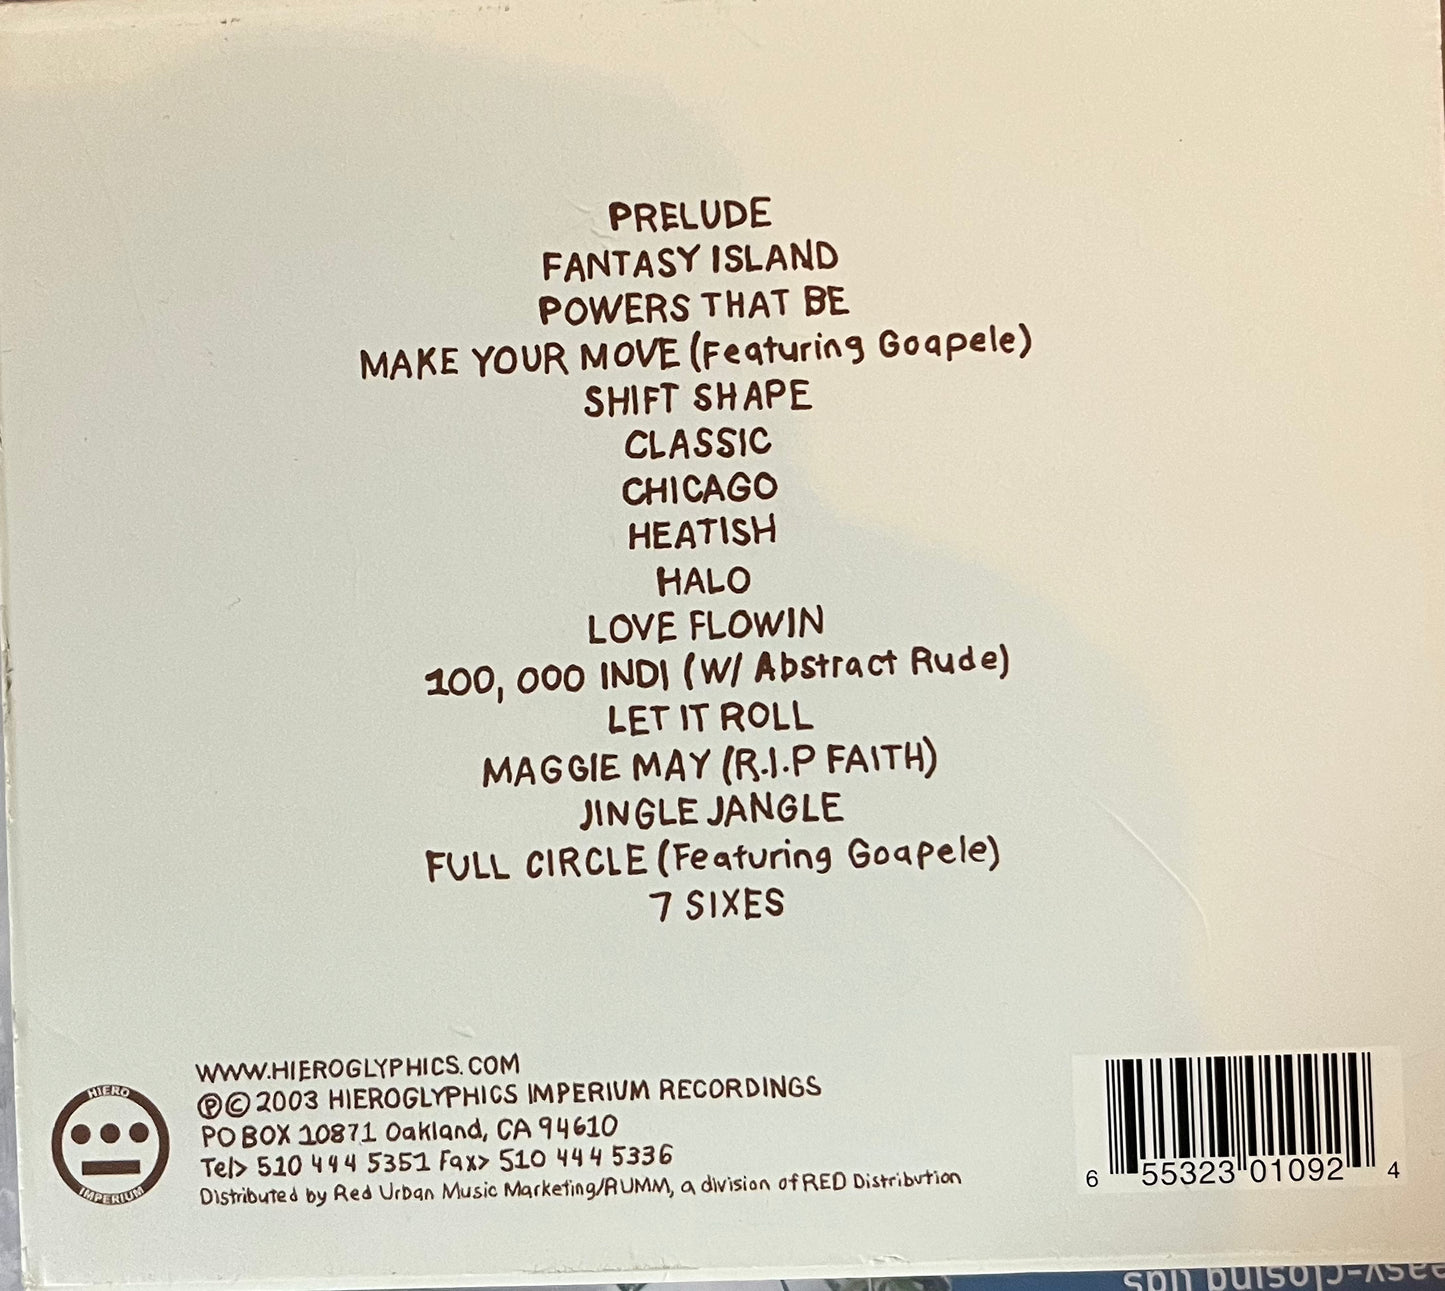 PRELUDE
FANTASY ISLAND
POWERS THAT BE
MAKE YOUR MOVE (Featuring Goapele)
SHIFT SHAPE
CLASSIC
CHICAGO
HEATISH
HALO
LOVE FLOWIN
100,000 INDI (W/ Abstract Rude)
LET IT ROLL
MAGGIE MAY (R.I.P FAITH)
JINGLE JANGLE
FULL CIRCLE (Featuring Goapele)
7 SIXES
WWW.HIEROGLYPHICS.COM
℗©2003 HIEROGLYPHICS IMPERIUM RECORDINGS
PO BOX 10871 Oakland, CA 94610
Tel> 510 444 5351 Fax> 510 444 5336
Distributed by Red Urban Music Marketing/RUMM, a division of RED Distribution
HIERO
IMPERIUM
6 55323 01092 4
easy-closing lids